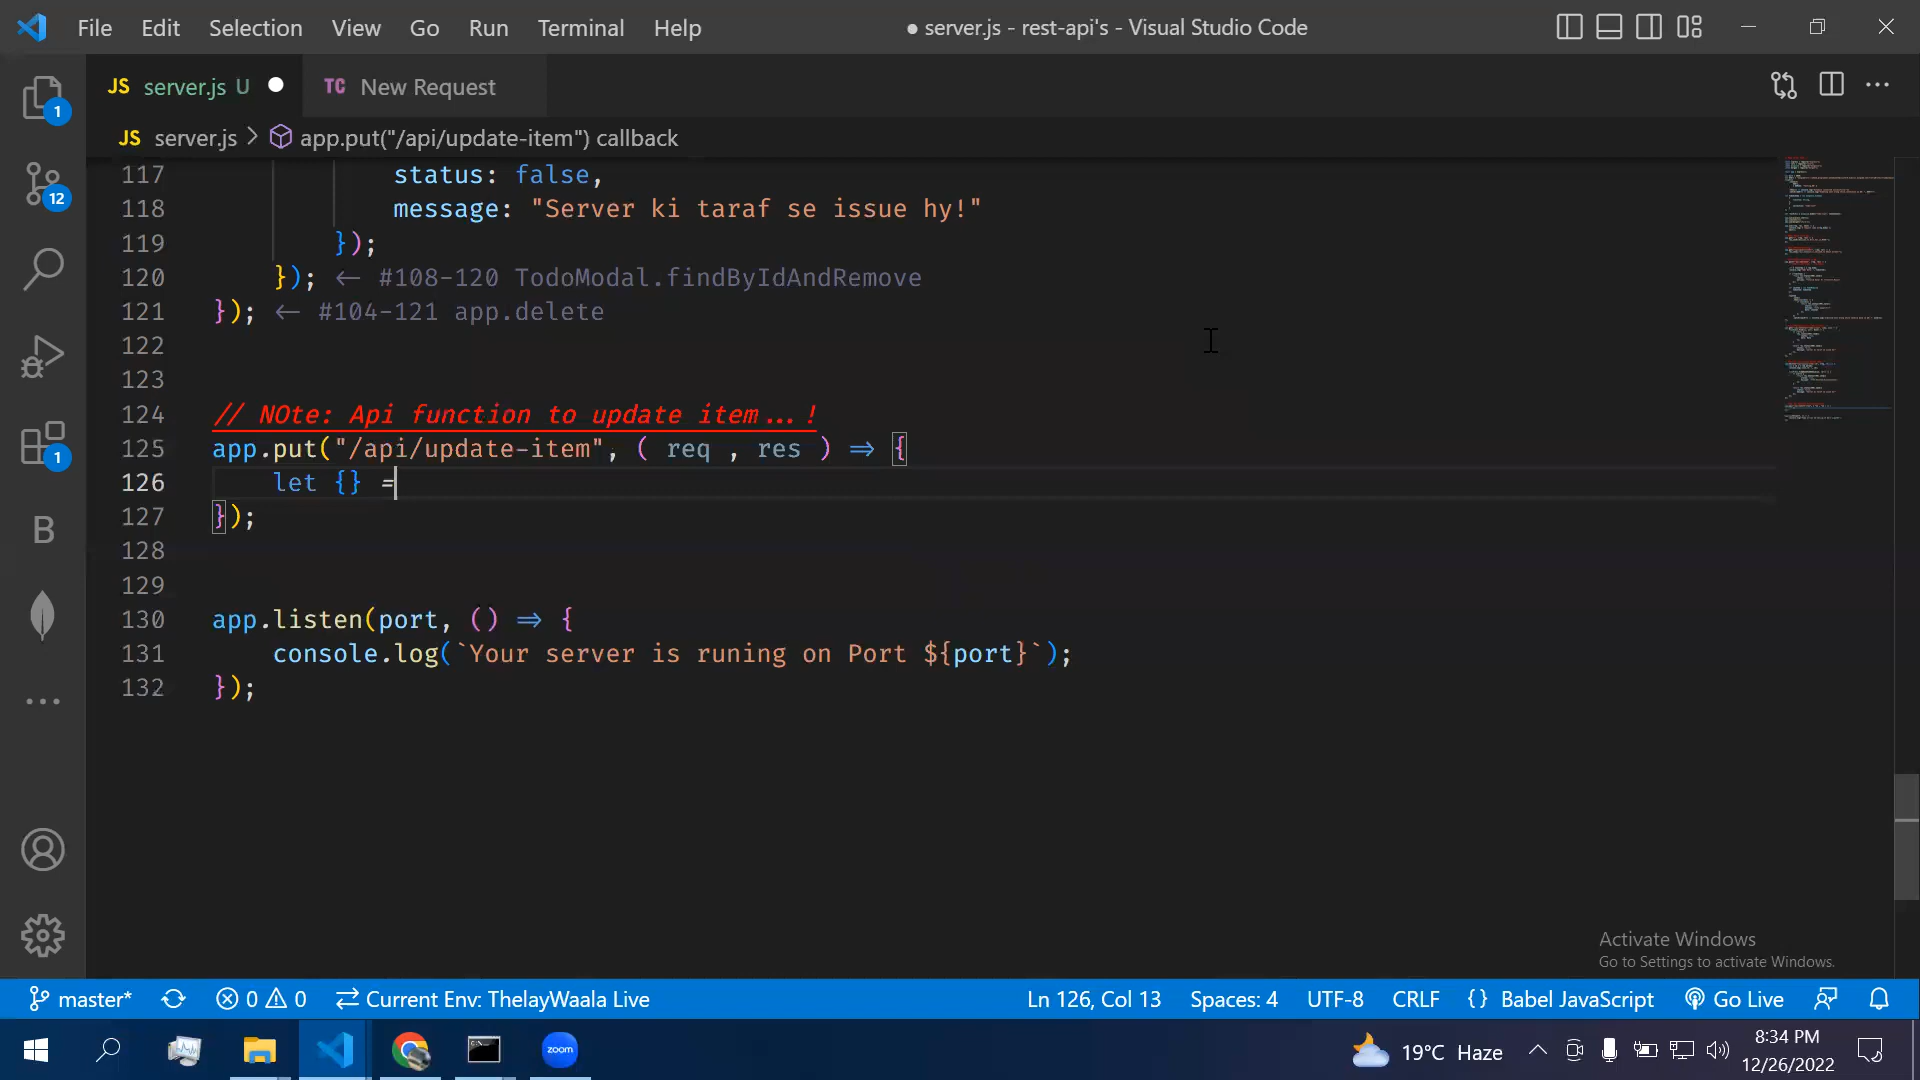 File Edit Selection View Go Run Terminal Help ● server.js - rest-api's - Visual Studio Code
JS server.js U ● TC New Request
JS server.js > app.put("/api/update-item") callback
117 status: false,
118 message: "Server ki taraf se issue hy!"
119 });
120 }); ← #108-120 TodoModal.findByIdAndRemove
121 }); ← #104-121 app.delete
122
123
124 // NOte: Api function to update item...!
125 app.put("/api/update-item", ( req , res ) => {
126 let {} =
127 });
128
129
130 app.listen(port, () => {
131 console.log(`Your server is runing on Port ${port}`);
132 });
1
12
1
B
Activate Windows
Go to Settings to activate Windows.
master* 0 0 Current Env: ThelayWaala Live Ln 126, Col 13 Spaces: 4 UTF-8 CRLF {} Babel JavaScript Go Live
zoom 19°C Haze 8:34 PM
12/26/2022